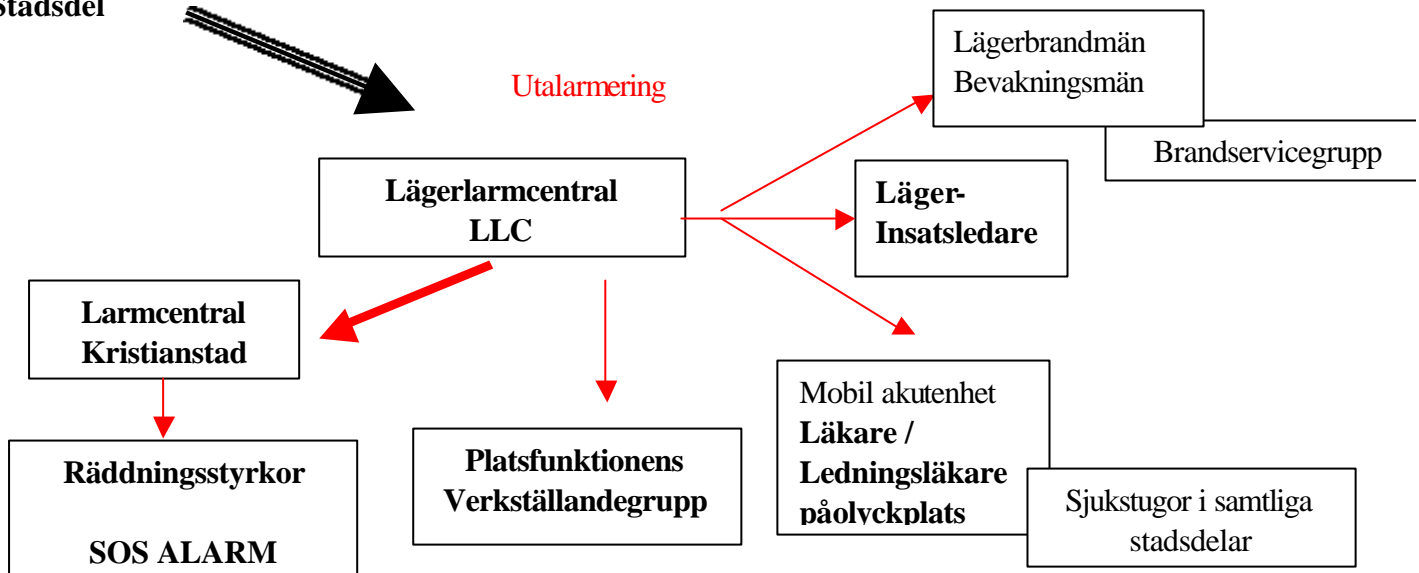 Stadsdel
Utalarmering
Lägerbrandmän
Bevakningsmän
Brandservicegrupp
Lägerlarmcentral
LLC
Läger-
Insatsledare
Larmcentral
Kristianstad
Räddningsstyrkor
SOS ALARM
Platsfunktionens
Verkställandegrupp
Mobil akutenhet
Läkare /
Ledningsläkare
påolyckplats
Sjukstugor i samtliga
stadsdelar